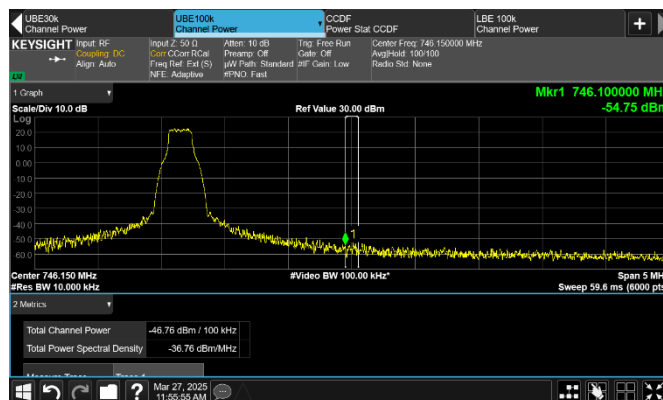 UBE30k
Channel Power
UBE100k
Channel Power
CCDF
Power Stat CCDF
LBE 100k
Channel Power
KEYSIGHT
Input: RF
Coupling: DC
Align: Auto
Input Z: 50 Ω
Corr CCorr RCal
Freq Ref: Ext (S)
NFE: Adaptive
Atten: 10 dB
Preamp: Off
µW Path: Standard
#PNO: Fast
Trig: Free Run
Gate: Off
#IF Gain: Low
Center Freq: 746.150000 MHz
Avg|Hold: 100/100
Radio Std: None
1 Graph
Mkr1 746.100000 MH
Scale/Div 10.0 dB
Ref Value 30.00 dBm
-54.75 dBm
Log
20.0
10.0
0.00
-10.0
-20.0
-30.0
-40.0
-50.0
-60.0
1
Center 746.150 MHz
#Video BW 100.00 kHz*
Span 5 MH
#Res BW 10.000 kHz
Sweep 59.6 ms (6000 pts
2 Metrics
Total Channel Power
-46.76 dBm / 100 kHz
Total Power Spectral Density
-36.76 dBm/MHz
Measure Trace
Trace 1
?
Mar 27, 2025
11:55:55 AM